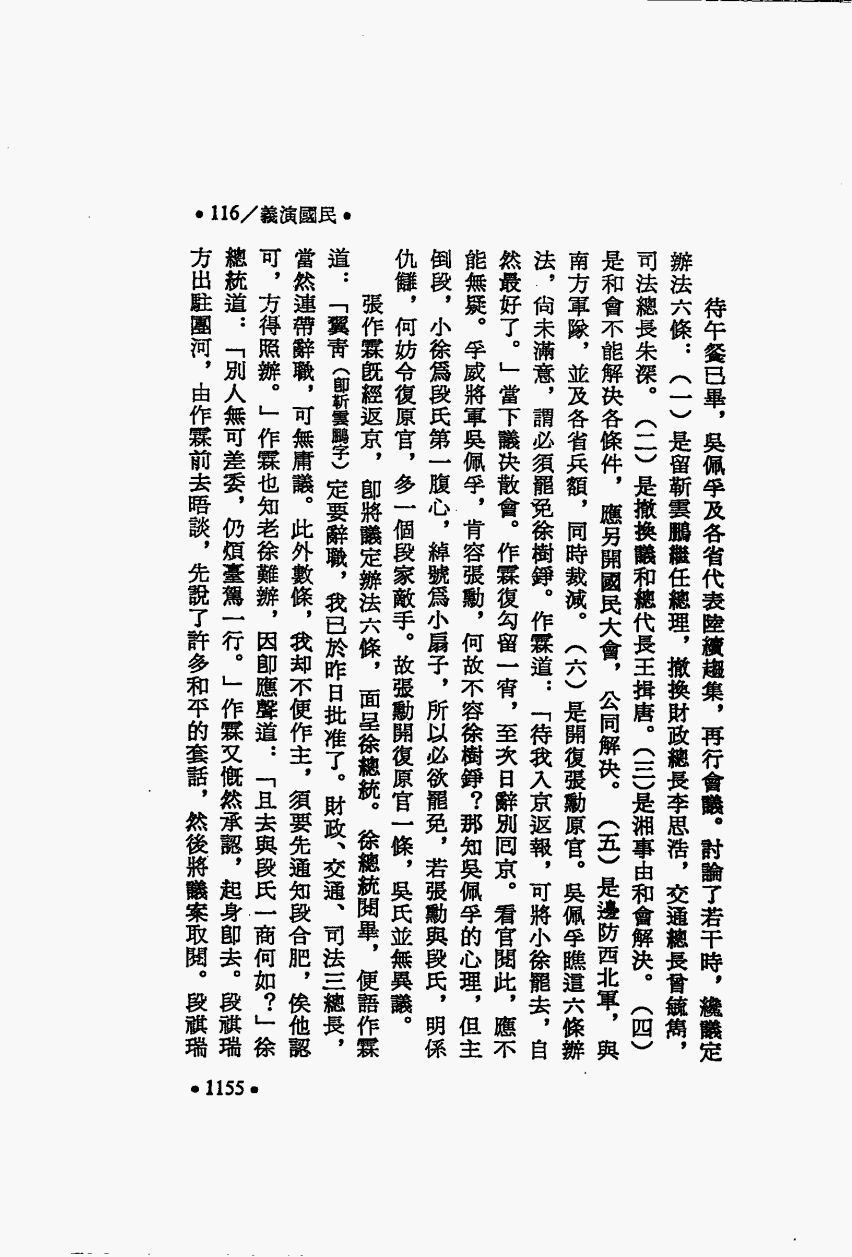 •116／義演國民•
待午餐已畢，吳佩孚及各省代表陸續趨集，再行會議。討論了若干時，纔議定
辦法六條：（一）是留靳雲鵬繼任總理，撤換財政總長李思浩，交通總長曾毓雋，
司法總長朱深。（二）是撤換議和總代長王揖唐。（三）是湘事由和會解決。（四）
是和會不能解决各條件，應另開國民大會，公同解决。（五）是邊防西北軍，與
南方軍隊，並及各省兵額，同時裁減。（六）是開復張勳原官。吳佩孚瞧這六條辦
法，尙未滿意，謂必須罷免徐樹錚。作霖道：「待我入京返報，可將小徐罷去，自
然最好了。」當下議决散會。作霖復勾留一宵，至次日辭別囘京。看官閱此，應不
能無疑。孚威將軍吳佩孚，肯容張勳，何故不容徐樹錚？那知吳佩孚的心理，但主
倒段，小徐爲段氏第一腹心，綽號爲小扇子，所以必欲罷免，若張勳與段氏，明係
仇讎，何妨令復原官，多一個段家敵手。故張勳開復原官一條，吳氏並無異議。
張作霖旣經返京，卽將議定辦法六條，面呈徐總統。徐總統閱畢，便語作霖
道：「翼靑（卽靳雲鵬字）定要辭職，我已於昨日批准了。財政、交通、司法三總長，
當然連帶辭職，可無庸議。此外數條，我却不便作主，須要先通知段合肥，俟他認
可，方得照辦。」作霖也知老徐難辦，因卽應聲道：「且去與段氏一商何如？」徐
總統道：「別人無可差委，仍煩臺駕一行。」作霖又慨然承認，起身卽去。段祺瑞
方出駐團河，由作霖前去晤談，先說了許多和平的套話，然後將議案取閱。段祺瑞
•1155•